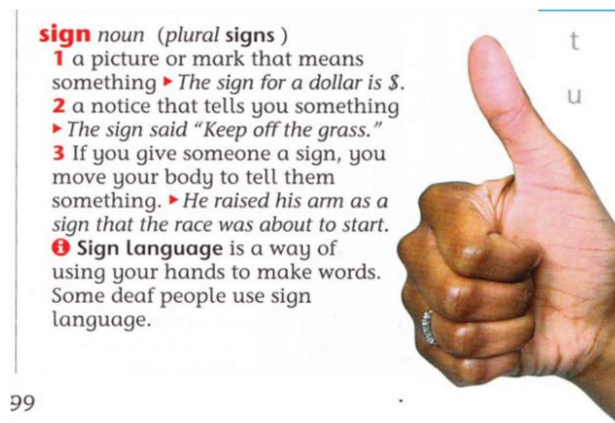 sign noun (plural signs )
1 a picture or mark that means
something ▸ The sign for a dollar is $.
2 a notice that tells you something
▸ The sign said “Keep off the grass.”
3 If you give someone a sign, you
move your body to tell them
something. ▸ He raised his arm as a
sign that the race was about to start.
Sign language is a way of
using your hands to make words.
Some deaf people use sign
language.
t
u
99